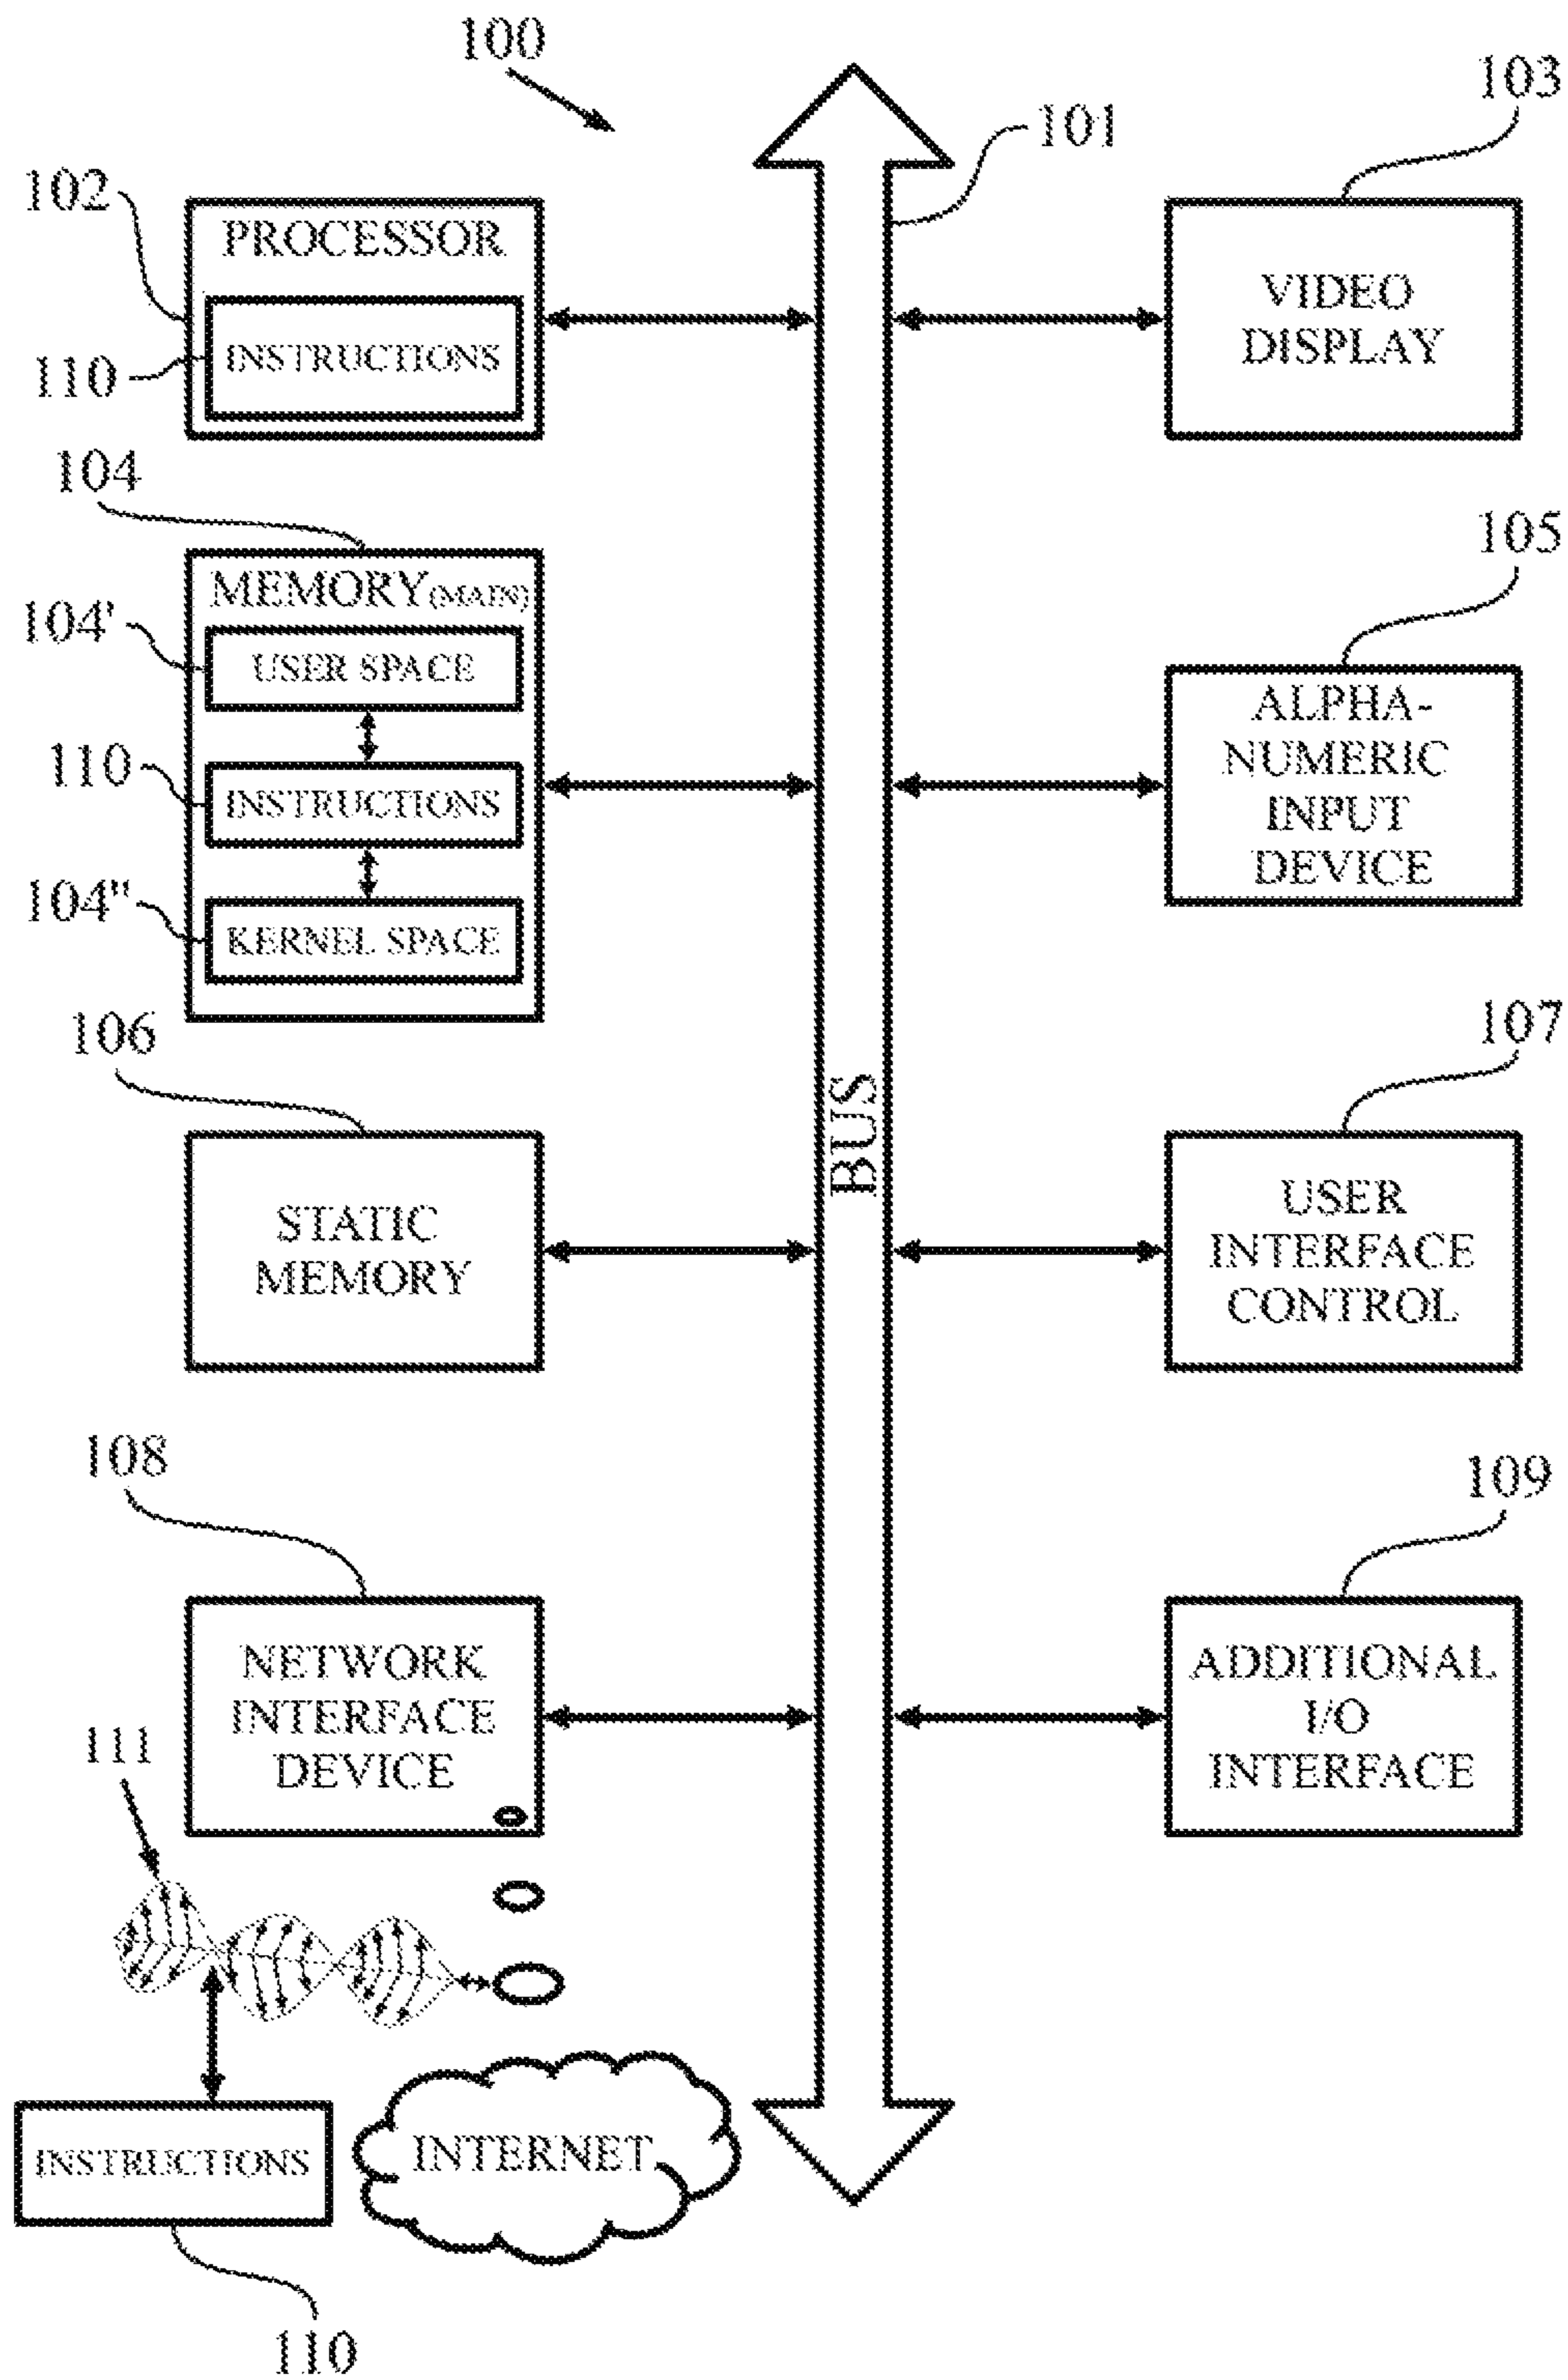 100
101
103
102
PROCESSOR
110
INSTRUCTIONS
VIDEO
DISPLAY
104
MEMORY(MAIN)
104'
USER SPACE
110
INSTRUCTIONS
104"
KERNEL SPACE
105
ALPHA-
NUMERIC
INPUT
DEVICE
106
STATIC
MEMORY
BUS
107
USER
INTERFACE
CONTROL
108
NETWORK
INTERFACE
DEVICE
109
ADDITIONAL
I/O
INTERFACE
111
INSTRUCTIONS
INTERNET
110